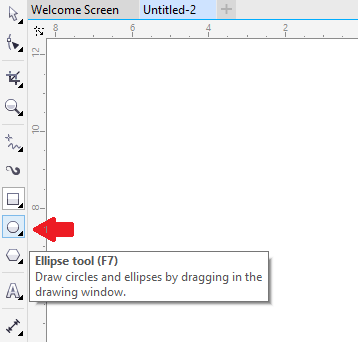 Welcome Screen Untitled-2
8 6 4 2
12
10
8
Ellipse tool (F7)
Draw circles and ellipses by dragging in the
drawing window.